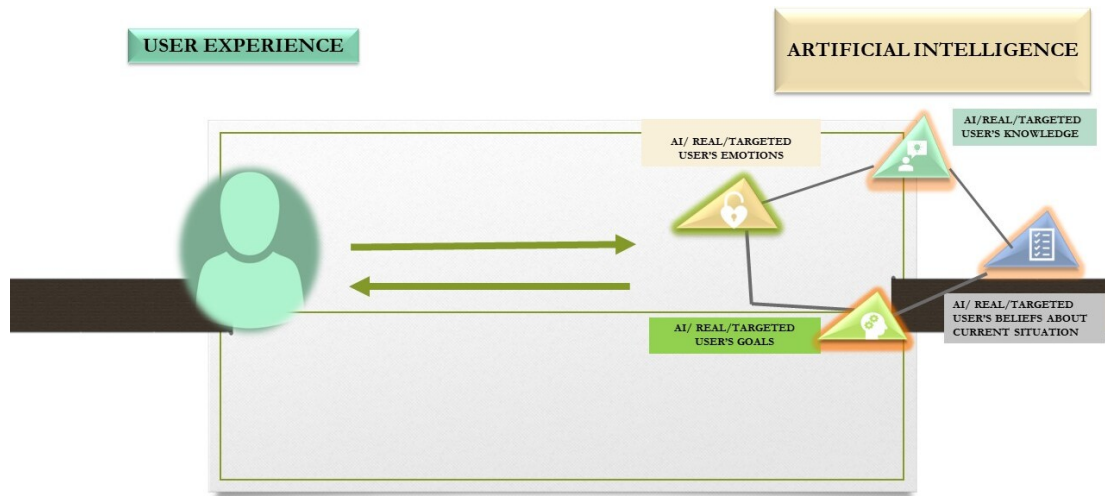 USER EXPERIENCE
ARTIFICIAL INTELLIGENCE
AI/REAL/TARGETED
USER'S KNOWLEDGE
AI/ REAL/TARGETED
USER'S EMOTIONS
AI/ REAL/TARGETED
USER'S BELIEFS ABOUT
CURRENT SITUATION
AI/ REAL/TARGETED
USER'S GOALS